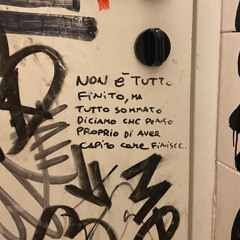 NON È TUTTO
FINITO, MA
TUTTO SOMMATO
DICIAMO CHE PENSO
PROPRIO DI AVER
CAPITO COME FINISCE..